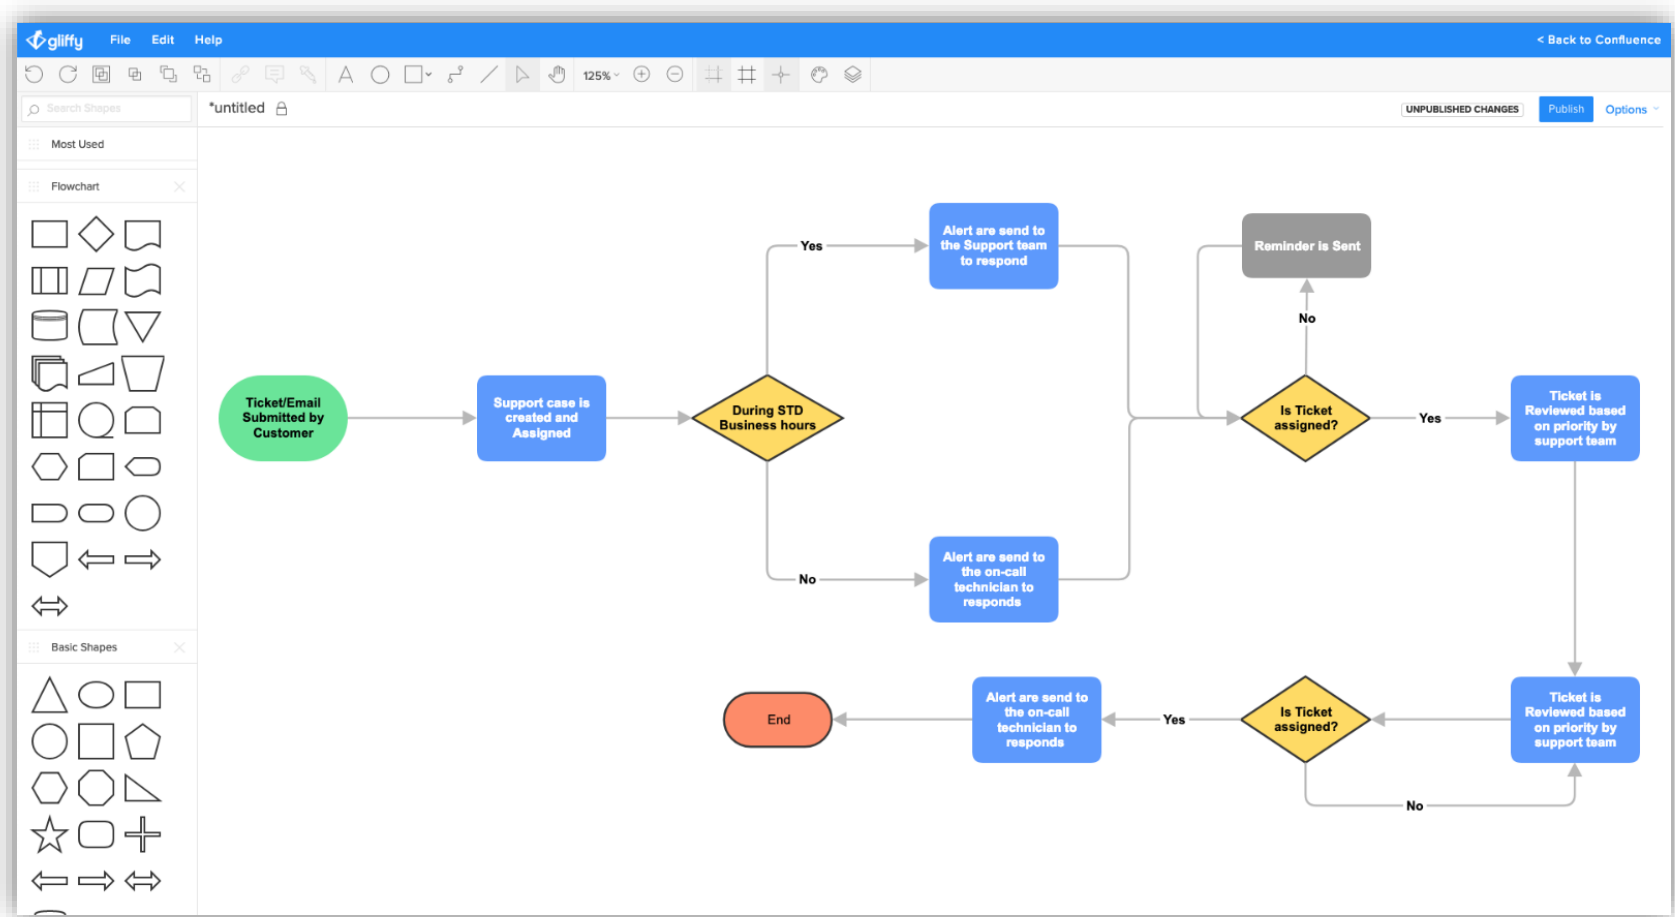 gliffy File Edit Help < Back to Confluence
125%
Search Shapes
*untitled
UNPUBLISHED CHANGES Publish Options
Most Used
Flowchart
Basic Shapes
Ticket/Email
Submitted by
Customer
Support case is
created and
Assigned
During STD
Business hours
Yes
Alert are send to
the Support team
to respond
No
Alert are send to
the on-call
technician to
responds
Is Ticket
assigned?
No
Reminder is Sent
Yes
Ticket is
Reviewed based
on priority by
support team
Ticket is
Reviewed based
on priority by
support team
Is Ticket
assigned?
No
Yes
Alert are send to
the on-call
technician to
responds
End